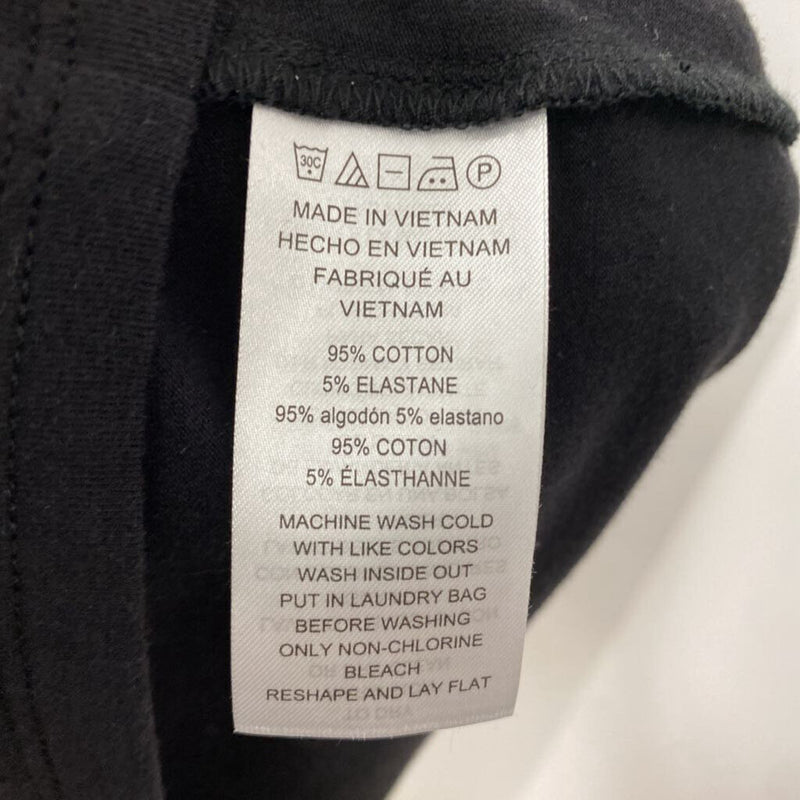 30C P
MADE IN VIETNAM
HECHO EN VIETNAM
FABRIQUÉ AU
VIETNAM
95% COTTON
5% ELASTANE
95% algodón 5% elastano
95% COTON
5% ÉLASTHANNE
MACHINE WASH COLD
WITH LIKE COLORS
WASH INSIDE OUT
PUT IN LAUNDRY BAG
BEFORE WASHING
ONLY NON-CHLORINE
BLEACH
RESHAPE AND LAY FLAT